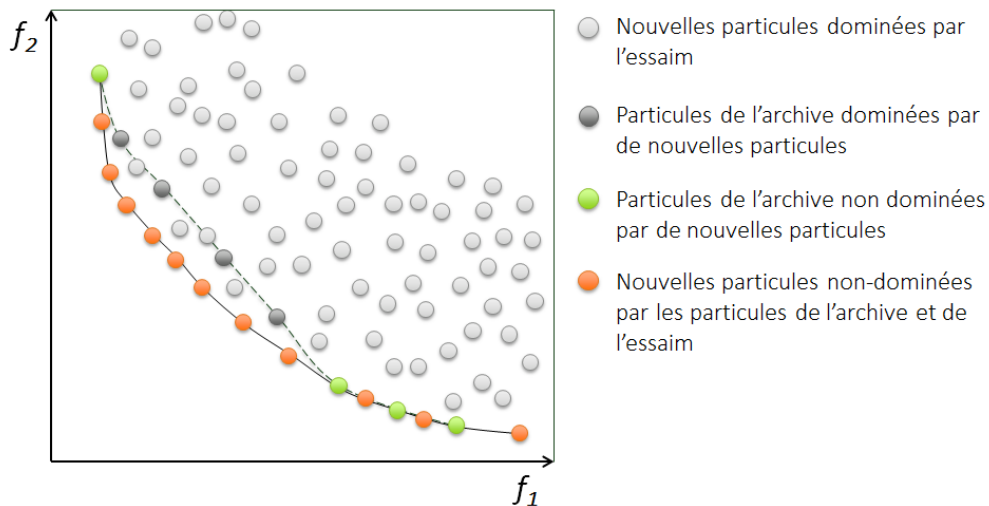 f2
Nouvelles particules dominées par
l'essaim
Particules de l'archive dominées par
de nouvelles particules
Particules de l'archive non dominées
par de nouvelles particules
Nouvelles particules non-dominées
par les particules de l'archive et de
l'essaim
f1